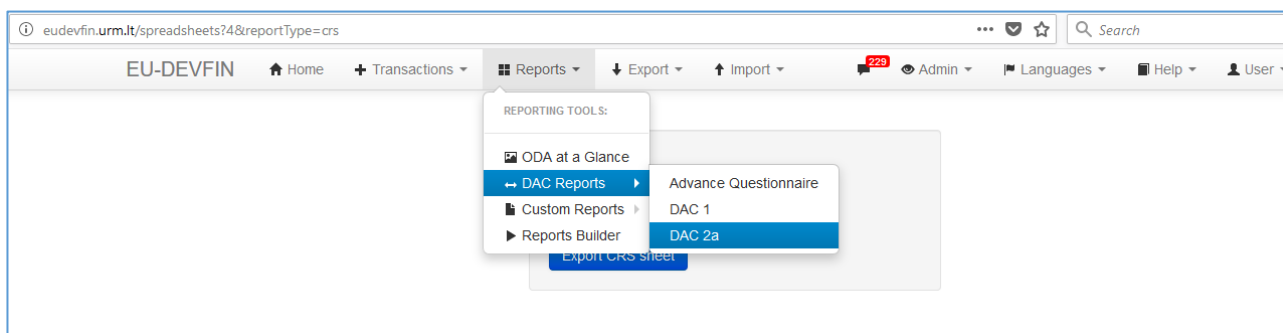 eudevfin.urm.lt/spreadsheets?4&reportType=crs
Search
EU-DEVFIN Home Transactions Reports Export Import 229 Admin Languages Help User
REPORTING TOOLS:
ODA at a Glance
DAC Reports Advance Questionnaire
Custom Reports DAC 1
Reports Builder DAC 2a
Export CRS sheet